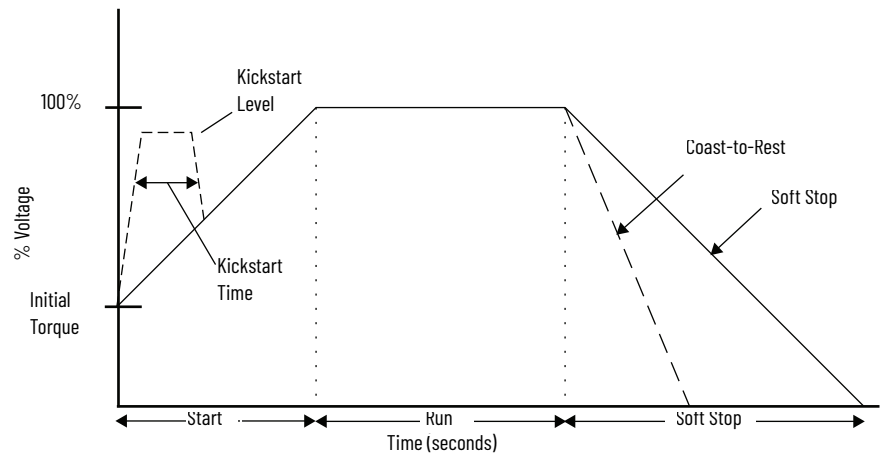 Kickstart
Level
100%
Coast-to-Rest
Soft Stop
% Voltage
Kickstart
Time
Initial
Torque
Start
Run
Soft Stop
Time (seconds)